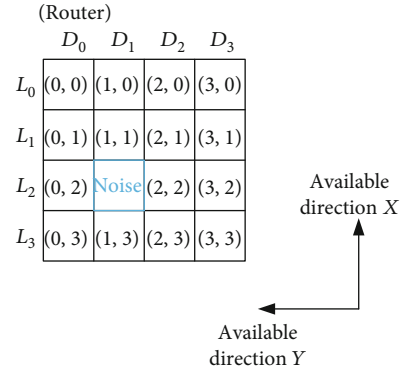 (Router)
D₀ D₁ D₂ D₃
L₀ (0, 0) (1, 0) (2, 0) (3, 0)
L₁ (0, 1) (1, 1) (2, 1) (3, 1)
L₂ (0, 2) Noise (2, 2) (3, 2)
L₃ (0, 3) (1, 3) (2, 3) (3, 3)
Available
direction X
Available
direction Y